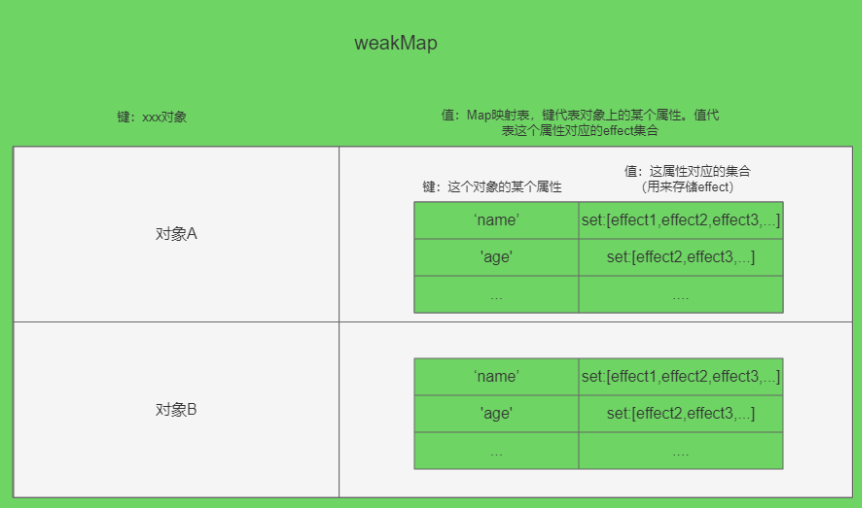 weakMap
键：xxx对象
值：Map映射表，键代表对象上的某个属性。值代
表这个属性对应的effect集合
键：这个对象的某个属性
值：这属性对应的集合
(用来存储effect)
对象A
‘name’
set:[effect1,effect2,effect3,...]
'age'
set:[effect2,effect3,...]
...
....
对象B
‘name’
set:[effect1,effect2,effect3,...]
'age'
set:[effect2,effect3,...]
...
....